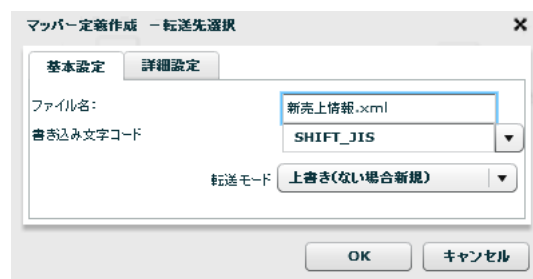 マッパー定義作成 －転送先選択
基本設定 詳細設定
ファイル名： 新売上情報.xml
書き込み文字コード SHIFT_JIS
転送モード 上書き(ない場合新規)
OK キャンセル